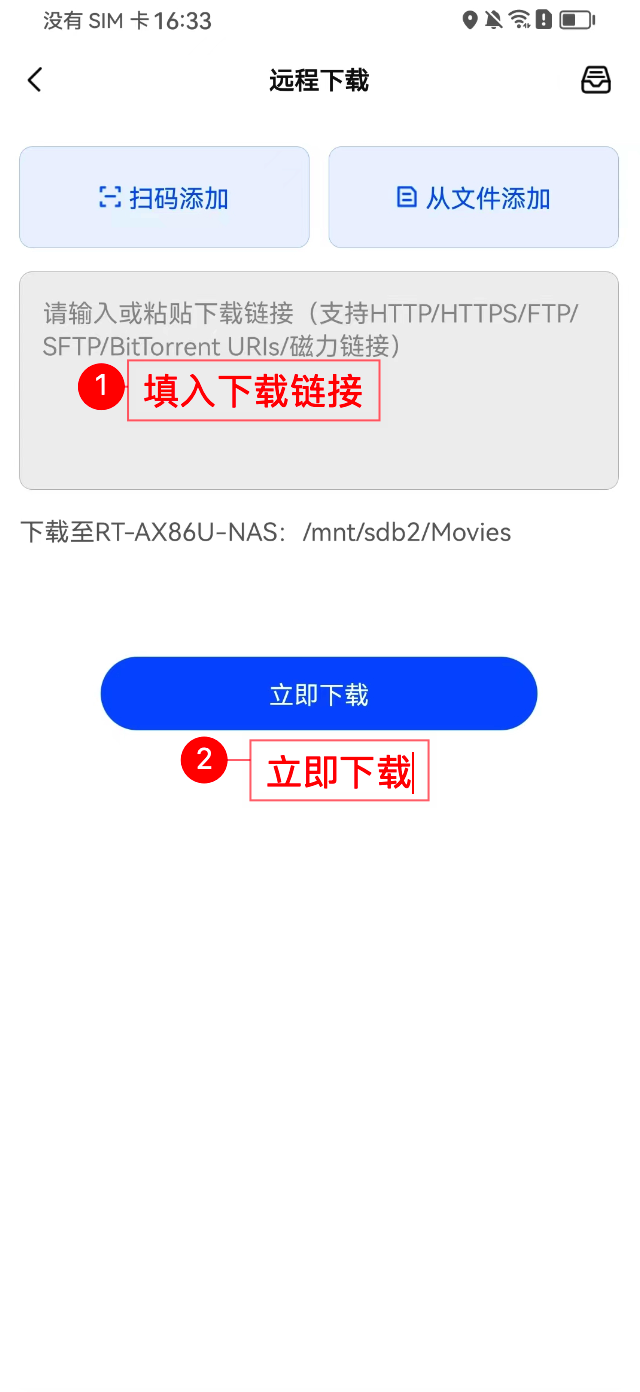 没有 SIM 卡 16:33
远程下载
扫码添加
从文件添加
请输入或粘贴下载链接（支持HTTP/HTTPS/FTP/
SFTP/BitTorrent URIs/磁力链接）
1 填入下载链接
下载至RT-AX86U-NAS：/mnt/sdb2/Movies
立即下载
2 立即下载